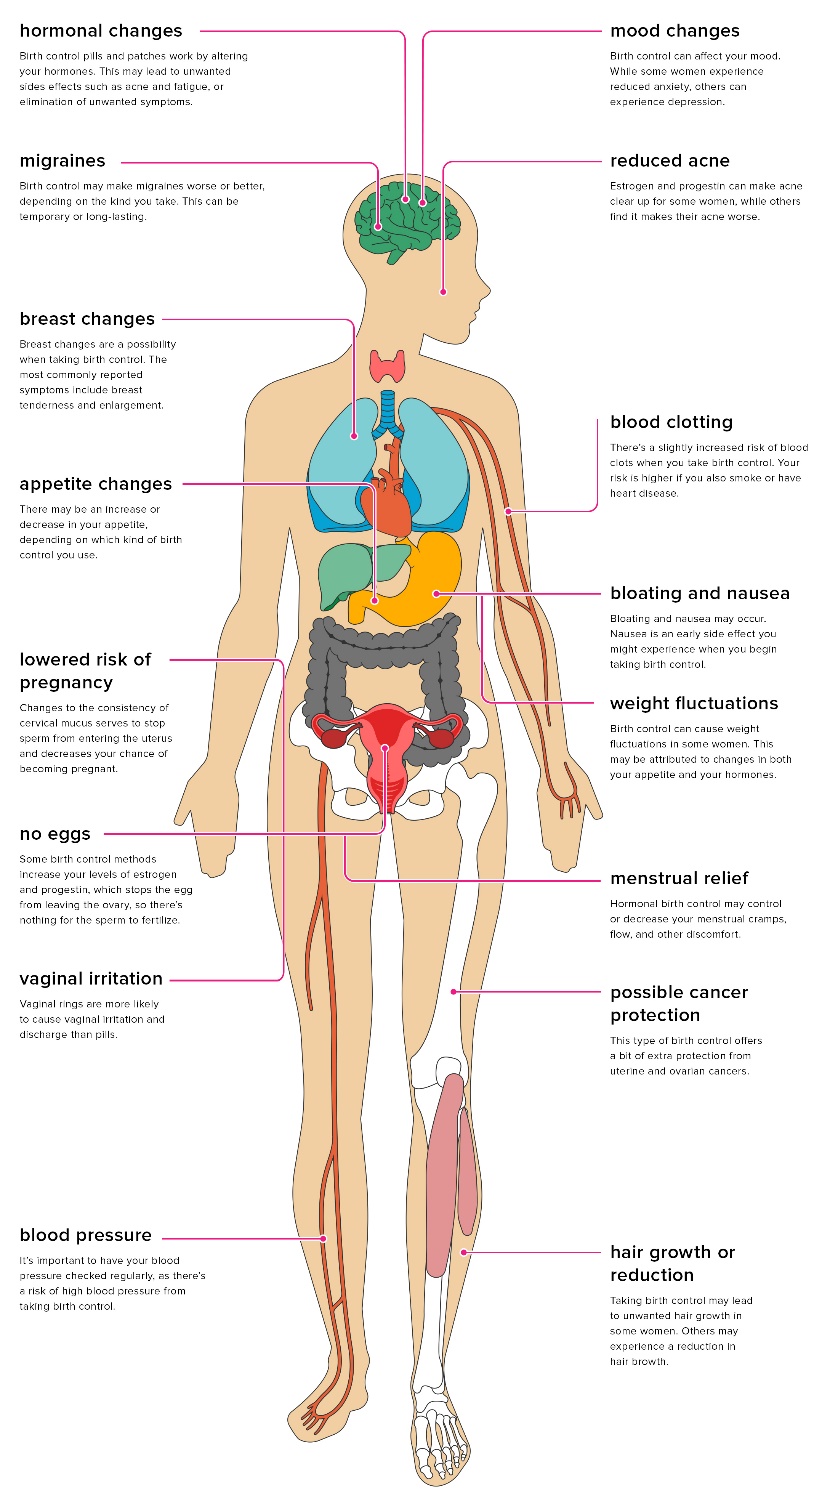 hormonal changes
Birth control pills and patches work by altering
your hormones. This may lead to unwanted
sides effects such as acne and fatigue, or
elimination of unwanted symptoms.
mood changes
Birth control can affect your mood.
While some women experience
reduced anxiety, others can
experience depression.
migraines
Birth control may make migraines worse or better,
depending on the kind you take. This can be
temporary or long-lasting.
reduced acne
Estrogen and progestin can make acne
clear up for some women, while others
find it makes their acne worse.
breast changes
Breast changes are a possibility
when taking birth control. The
most commonly reported
symptoms include breast
tenderness and enlargement.
blood clotting
There's a slightly increased risk of blood
clots when you take birth control. Your
risk is higher if you also smoke or have
heart disease.
appetite changes
There may be an increase or
decrease in your appetite,
depending on which kind of birth
control you use.
bloating and nausea
Bloating and nausea may occur.
Nausea is an early side effect you
might experience when you begin
taking birth control.
lowered risk of
pregnancy
Changes to the consistency of
cervical mucus serves to stop
sperm from entering the uterus
and decreases your chance of
becoming pregnant.
weight fluctuations
Birth control can cause weight
fluctuations in some women. This
may be attributed to changes in both
your appetite and your hormones.
no eggs
Some birth control methods
increase your levels of estrogen
and progestin, which stops the egg
from leaving the ovary, so there's
nothing for the sperm to fertilize.
menstrual relief
Hormonal birth control may control
or decrease your menstrual cramps,
flow, and other discomfort.
vaginal irritation
Vaginal rings are more likely
to cause vaginal irritation and
discharge than pills.
possible cancer
protection
This type of birth control offers
a bit of extra protection from
uterine and ovarian cancers.
blood pressure
It's important to have your blood
pressure checked regularly, as there's
a risk of high blood pressure from
taking birth control.
hair growth or
reduction
Taking birth control may lead
to unwanted hair growth in
some women. Others may
experience a reduction in
hair browth.